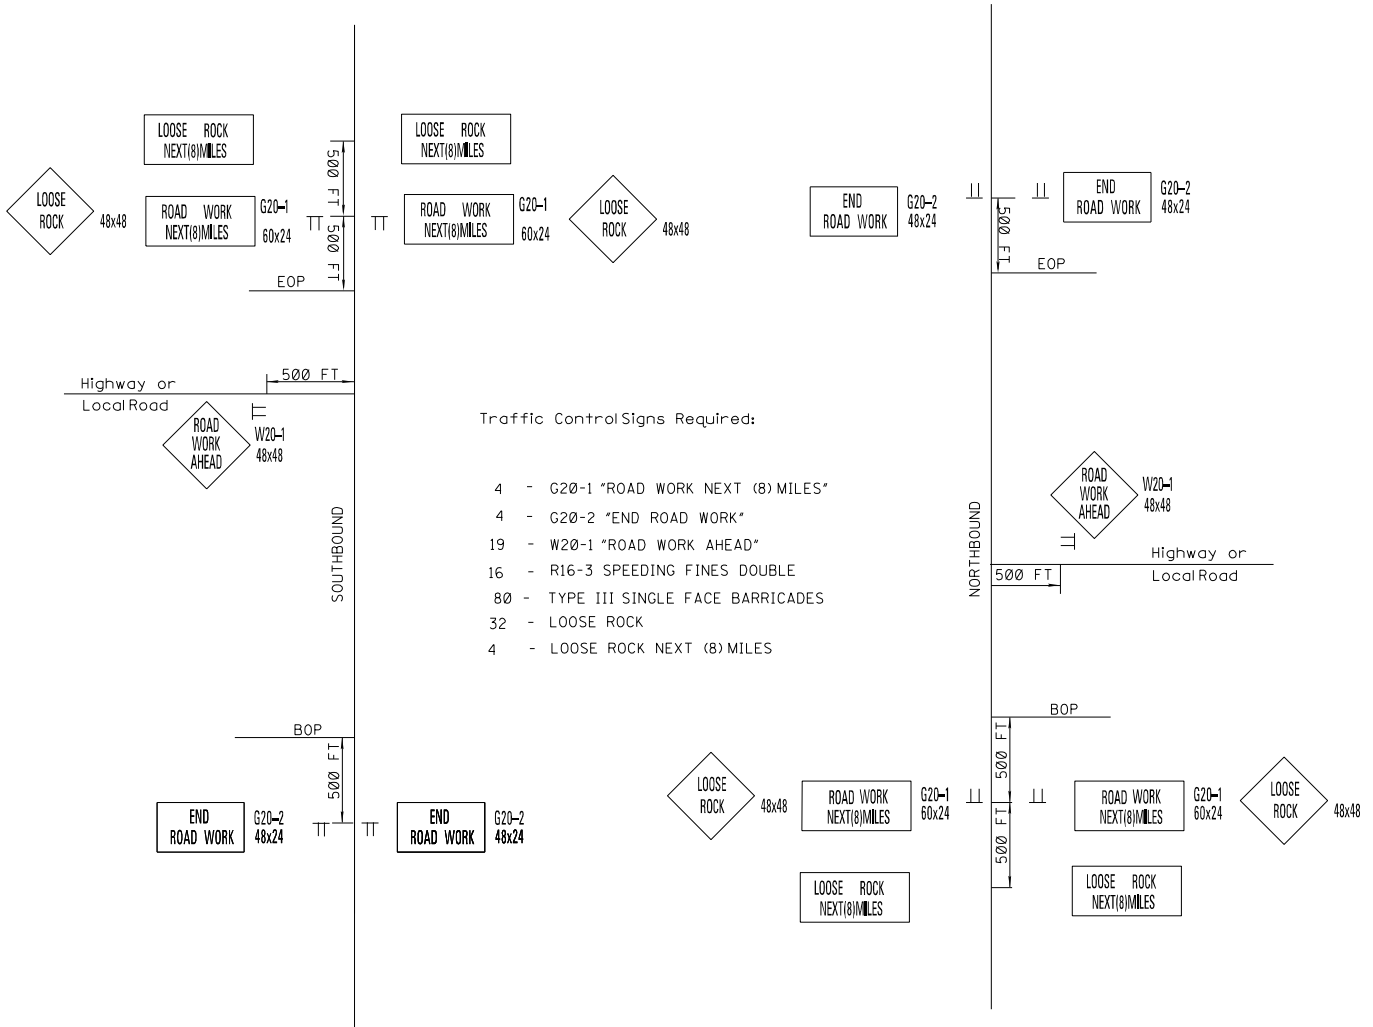 LOOSE ROCK
NEXT(8)MILES
LOOSE ROCK
NEXT(8)MILES
500 FT
LOOSE
ROCK
48x48
ROAD WORK
NEXT(8)MILES
G20-1
60x24
500 FT
ROAD WORK
NEXT(8)MILES
G20-1
60x24
LOOSE
ROCK
48x48
EOP
END
ROAD WORK
G20-2
48x24
END
ROAD WORK
G20-2
48x24
500 FT
EOP
500 FT
Highway or
Local Road
ROAD
WORK
AHEAD
W20-1
48x48
SOUTHBOUND
Traffic Control Signs Required:
4 - G20-1 "ROAD WORK NEXT (8) MILES"
4 - G20-2 "END ROAD WORK"
19 - W20-1 "ROAD WORK AHEAD"
16 - R16-3 SPEEDING FINES DOUBLE
80 - TYPE III SINGLE FACE BARRICADES
32 - LOOSE ROCK
4 - LOOSE ROCK NEXT (8) MILES
NORTHBOUND
ROAD
WORK
AHEAD
W20-1
48x48
Highway or
Local Road
500 FT
BOP
500 FT
END
ROAD WORK
G20-2
48x24
END
ROAD WORK
G20-2
48x24
BOP
500 FT
LOOSE
ROCK
48x48
ROAD WORK
NEXT(8)MILES
G20-1
60x24
ROAD WORK
NEXT(8)MILES
G20-1
60x24
LOOSE
ROCK
48x48
500 FT
LOOSE ROCK
NEXT(8)MILES
LOOSE ROCK
NEXT(8)MILES